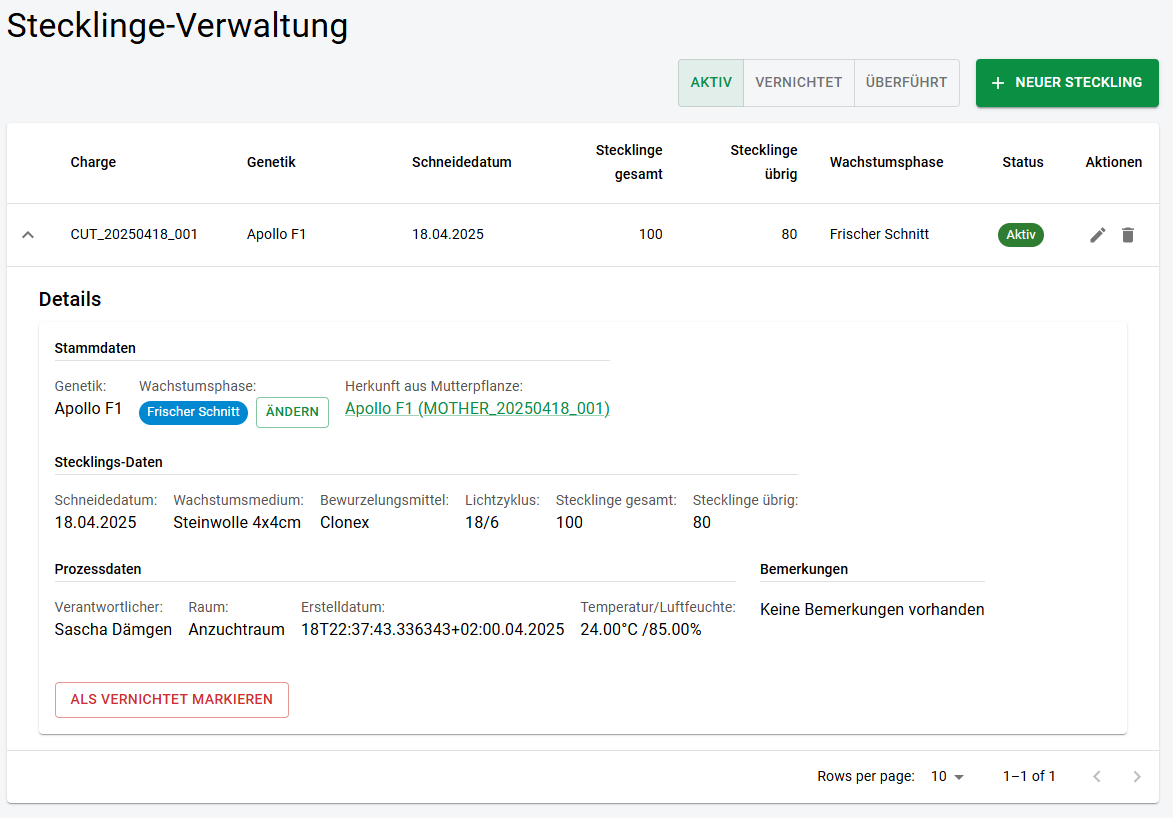 Stecklinge-Verwaltung
AKTIV VERNICHTET ÜBERFÜHRT + NEUER STECKLING
Charge Genetik Schneidedatum Stecklinge gesamt Stecklinge übrig Wachstumsphase Status Aktionen
CUT_20250418_001 Apollo F1 18.04.2025 100 80 Frischer Schnitt Aktiv
Details
Stammdaten
Genetik: Wachstumsphase: Herkunft aus Mutterpflanze:
Apollo F1 Frischer Schnitt ÄNDERN Apollo F1 (MOTHER_20250418_001)
Stecklings-Daten
Schneidedatum: Wachstumsmedium: Bewurzelungsmittel: Lichtzyklus: Stecklinge gesamt: Stecklinge übrig:
18.04.2025 Steinwolle 4x4cm Clonex 18/6 100 80
Prozessdaten Bemerkungen
Verantwortlicher: Raum: Erstelldatum: Temperatur/Luftfeuchte:
Sascha Dämgen Anzuchtraum 18T22:37:43.336343+02:00.04.2025 24.00°C /85.00% Keine Bemerkungen vorhanden
ALS VERNICHTET MARKIEREN
Rows per page: 10 1–1 of 1